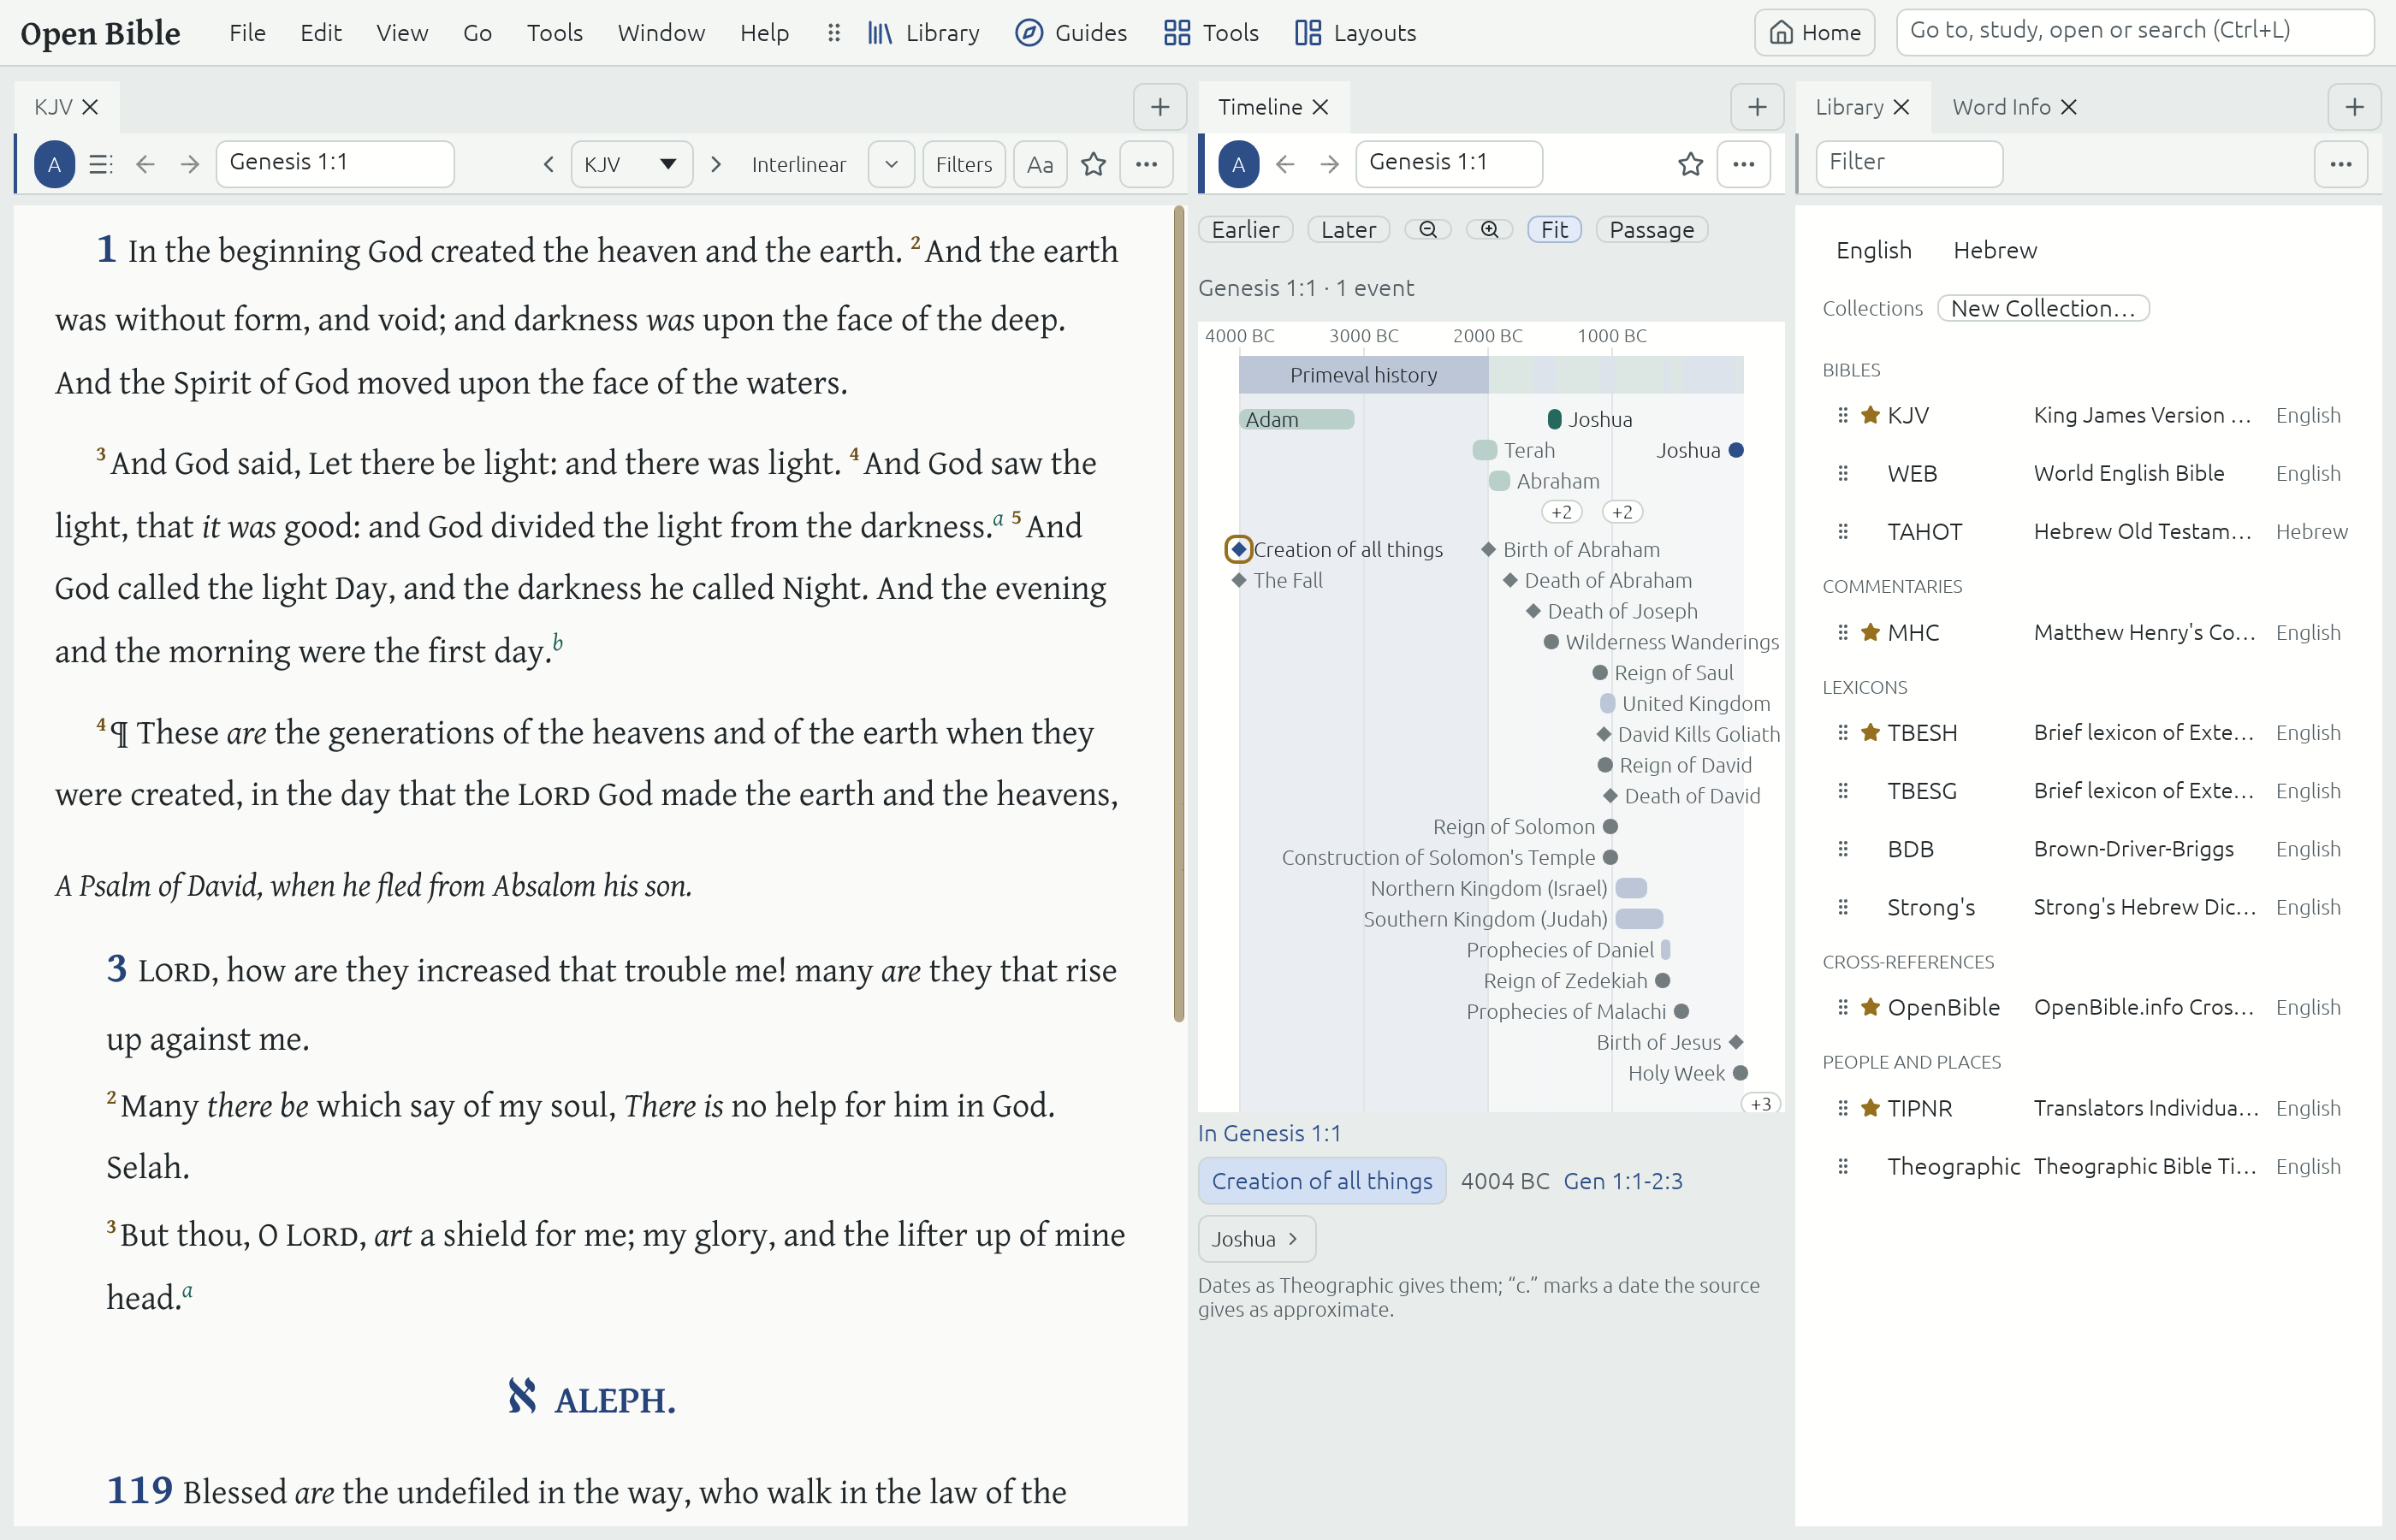 Open Bible File Edit View Go Tools Window Help Library Guides Tools Layouts Home Go to, study, open or search (Ctrl+L)
KJV
A Genesis 1:1 KJV Interlinear Filters Aa
1 In the beginning God created the heaven and the earth. 2 And the earth
was without form, and void; and darkness was upon the face of the deep.
And the Spirit of God moved upon the face of the waters.
3 And God said, Let there be light: and there was light. 4 And God saw the
light, that it was good: and God divided the light from the darkness.a 5 And
God called the light Day, and the darkness he called Night. And the evening
and the morning were the first day.b
4 ¶ These are the generations of the heavens and of the earth when they
were created, in the day that the LORD God made the earth and the heavens,
A Psalm of David, when he fled from Absalom his son.
3 LORD, how are they increased that trouble me! many are they that rise
up against me.
2 Many there be which say of my soul, There is no help for him in God.
Selah.
3 But thou, O LORD, art a shield for me; my glory, and the lifter up of mine
head.a
א ALEPH.
119 Blessed are the undefiled in the way, who walk in the law of the
Timeline
A Genesis 1:1
Earlier Later Fit Passage
Genesis 1:1 · 1 event
4000 BC 3000 BC 2000 BC 1000 BC
Primeval history
Adam Joshua
Terah Joshua
Abraham
+2 +2
Creation of all things Birth of Abraham
The Fall Death of Abraham
Death of Joseph
Wilderness Wanderings
Reign of Saul
United Kingdom
David Kills Goliath
Reign of David
Death of David
Reign of Solomon
Construction of Solomon's Temple
Northern Kingdom (Israel)
Southern Kingdom (Judah)
Prophecies of Daniel
Reign of Zedekiah
Prophecies of Malachi
Birth of Jesus
Holy Week
+3
In Genesis 1:1
Creation of all things 4004 BC Gen 1:1-2:3
Joshua
Dates as Theographic gives them; “c.” marks a date the source
gives as approximate.
Library Word Info
Filter
English Hebrew
Collections New Collection…
BIBLES
KJV King James Version … English
WEB World English Bible English
TAHOT Hebrew Old Testam… Hebrew
COMMENTARIES
MHC Matthew Henry's Co… English
LEXICONS
TBESH Brief lexicon of Exte… English
TBESG Brief lexicon of Exte… English
BDB Brown-Driver-Briggs English
Strong's Strong's Hebrew Dic… English
CROSS-REFERENCES
OpenBible OpenBible.info Cros… English
PEOPLE AND PLACES
TIPNR Translators Individua… English
Theographic Theographic Bible Ti… English